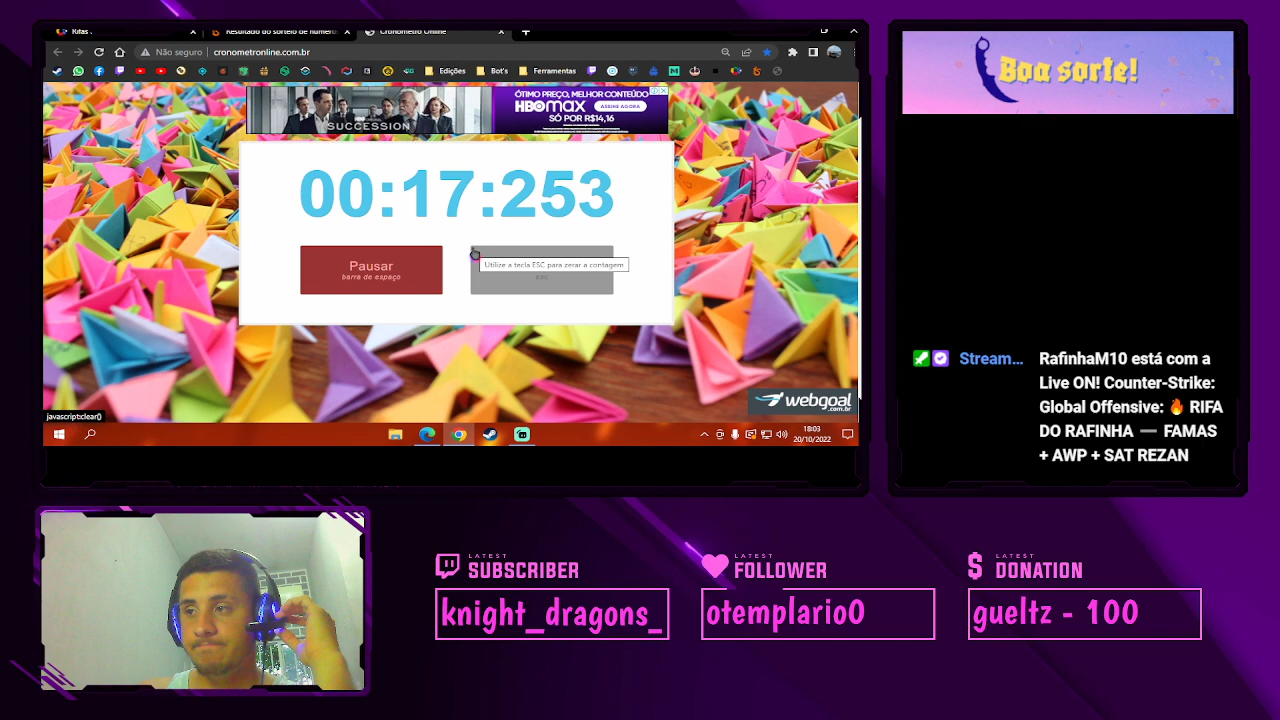 Rifas .
Resultado do sorteio de número
Cronômetro Online
Não seguro
cronometronline.com.br
Edições
Bot's
Ferramentas
SUCCESSION
ÓTIMO PREÇO, MELHOR CONTEÚDO
HBOMAX
ASSINE AGORA
SÓ POR R$14,16
00:17:253
Pausar
barra de espaço
Utilize a tecla ESC para zerar a contagem
esc
webgoal
.com.br
javascript:clear()
18:03
20/10/2022
Boa sorte!
Stream... RafinhaM10 está com a
Live ON! Counter-Strike:
Global Offensive: 🔥 RIFA
DO RAFINHA — FAMAS
+ AWP + SAT REZAN
LATEST
SUBSCRIBER
knight_dragons_
LATEST
FOLLOWER
otemplario0
LATEST
DONATION
gueltz - 100